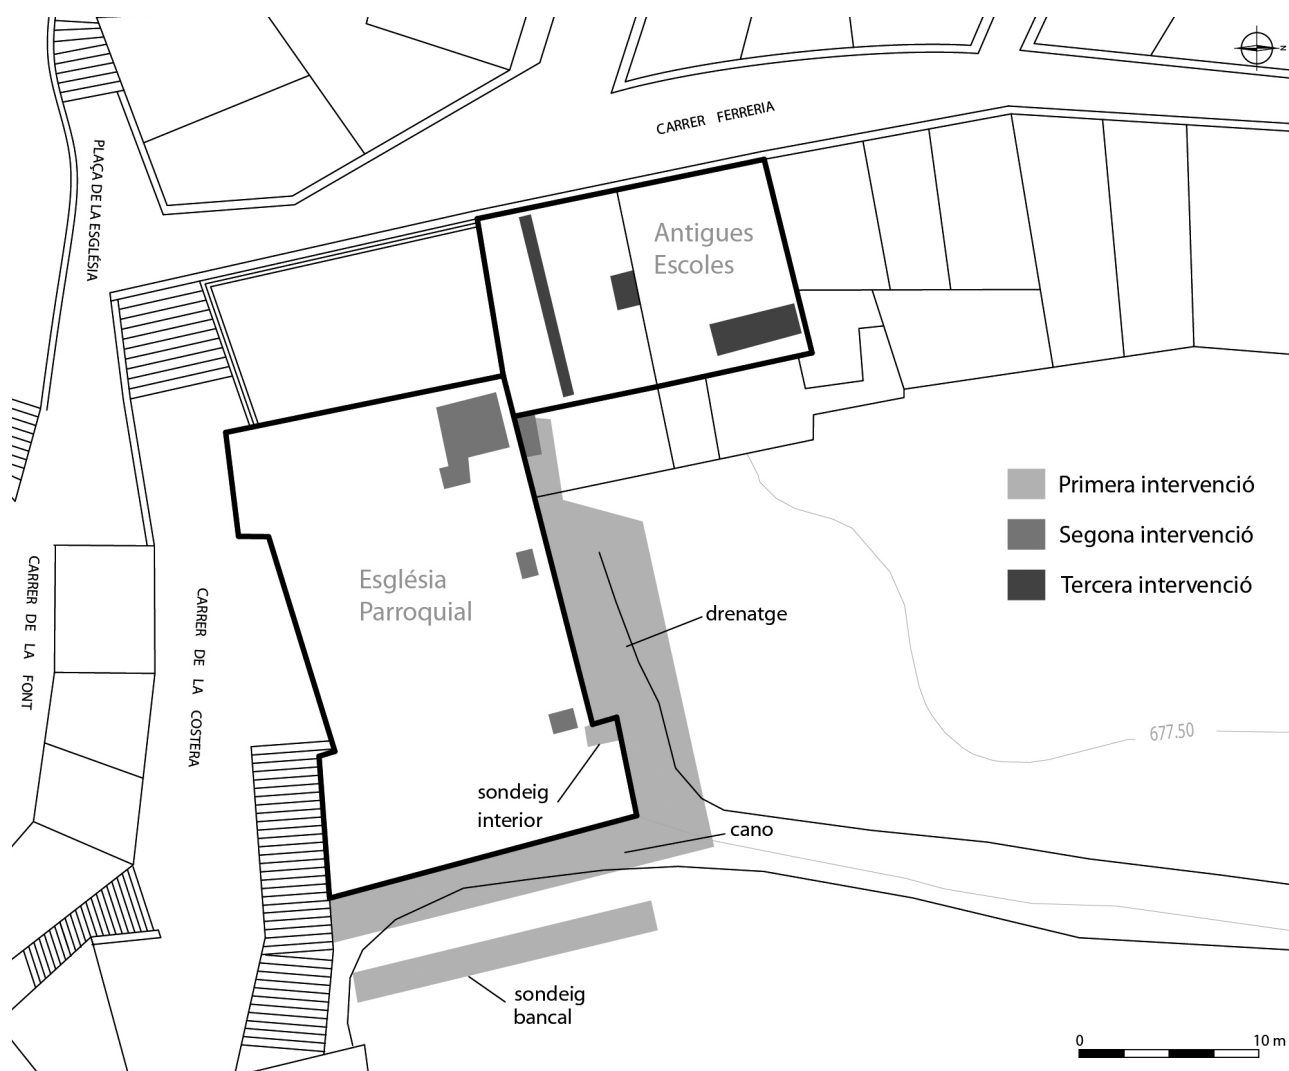 N
CARRER FERRERIA
PLAÇA DE LA ESGLÉSIA
Antigues
Escoles
Primera intervenció
Segona intervenció
Tercera intervenció
Església
Parroquial
CARRER DE LA FONT
CARRER DE LA COSTERA
drenatge
677.50
sondeig
interior
cano
sondeig
bancal
0 10 m